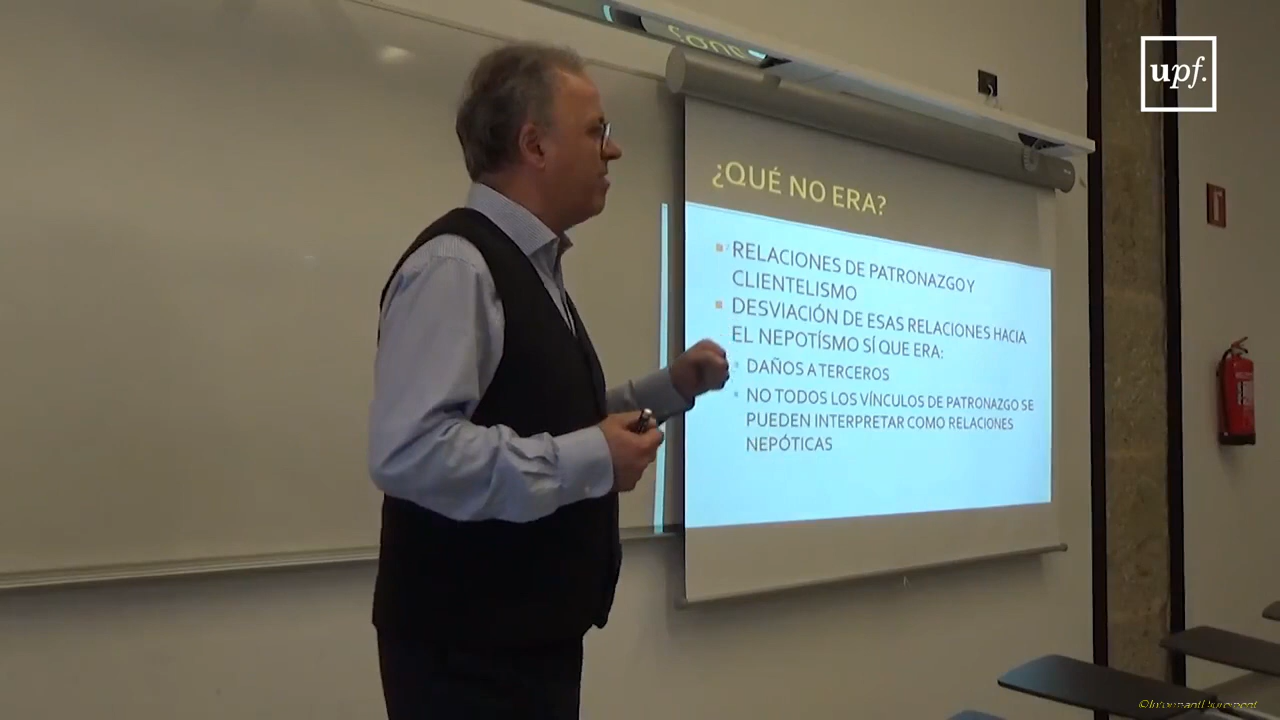 upf.
¿QUÉ NO ERA?
RELACIONES DE PATRONAZGO Y
CLIENTELISMO
DESVIACIÓN DE ESAS RELACIONES HACIA
EL NEPOTÍSMO SÍ QUE ERA:
DAÑOS A TERCEROS
NO TODOS LOS VÍNCULOS DE PATRONAZGO SE
PUEDEN INTERPRETAR COMO RELACIONES
NEPÓTICAS